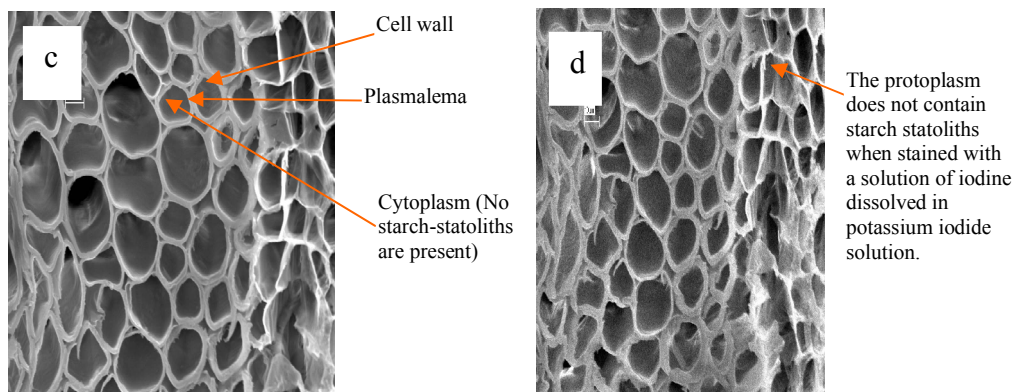 c
Cell wall
Plasmalema
Cytoplasm (No
starch-statoliths
are present)
d
The protoplasm
does not contain
starch statoliths
when stained with
a solution of iodine
dissolved in
potassium iodide
solution.